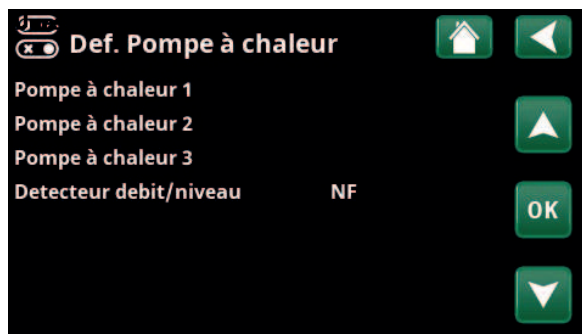 Def. Pompe à chaleur
Pompe à chaleur 1
Pompe à chaleur 2
Pompe à chaleur 3
Detecteur debit/niveau NF
OK